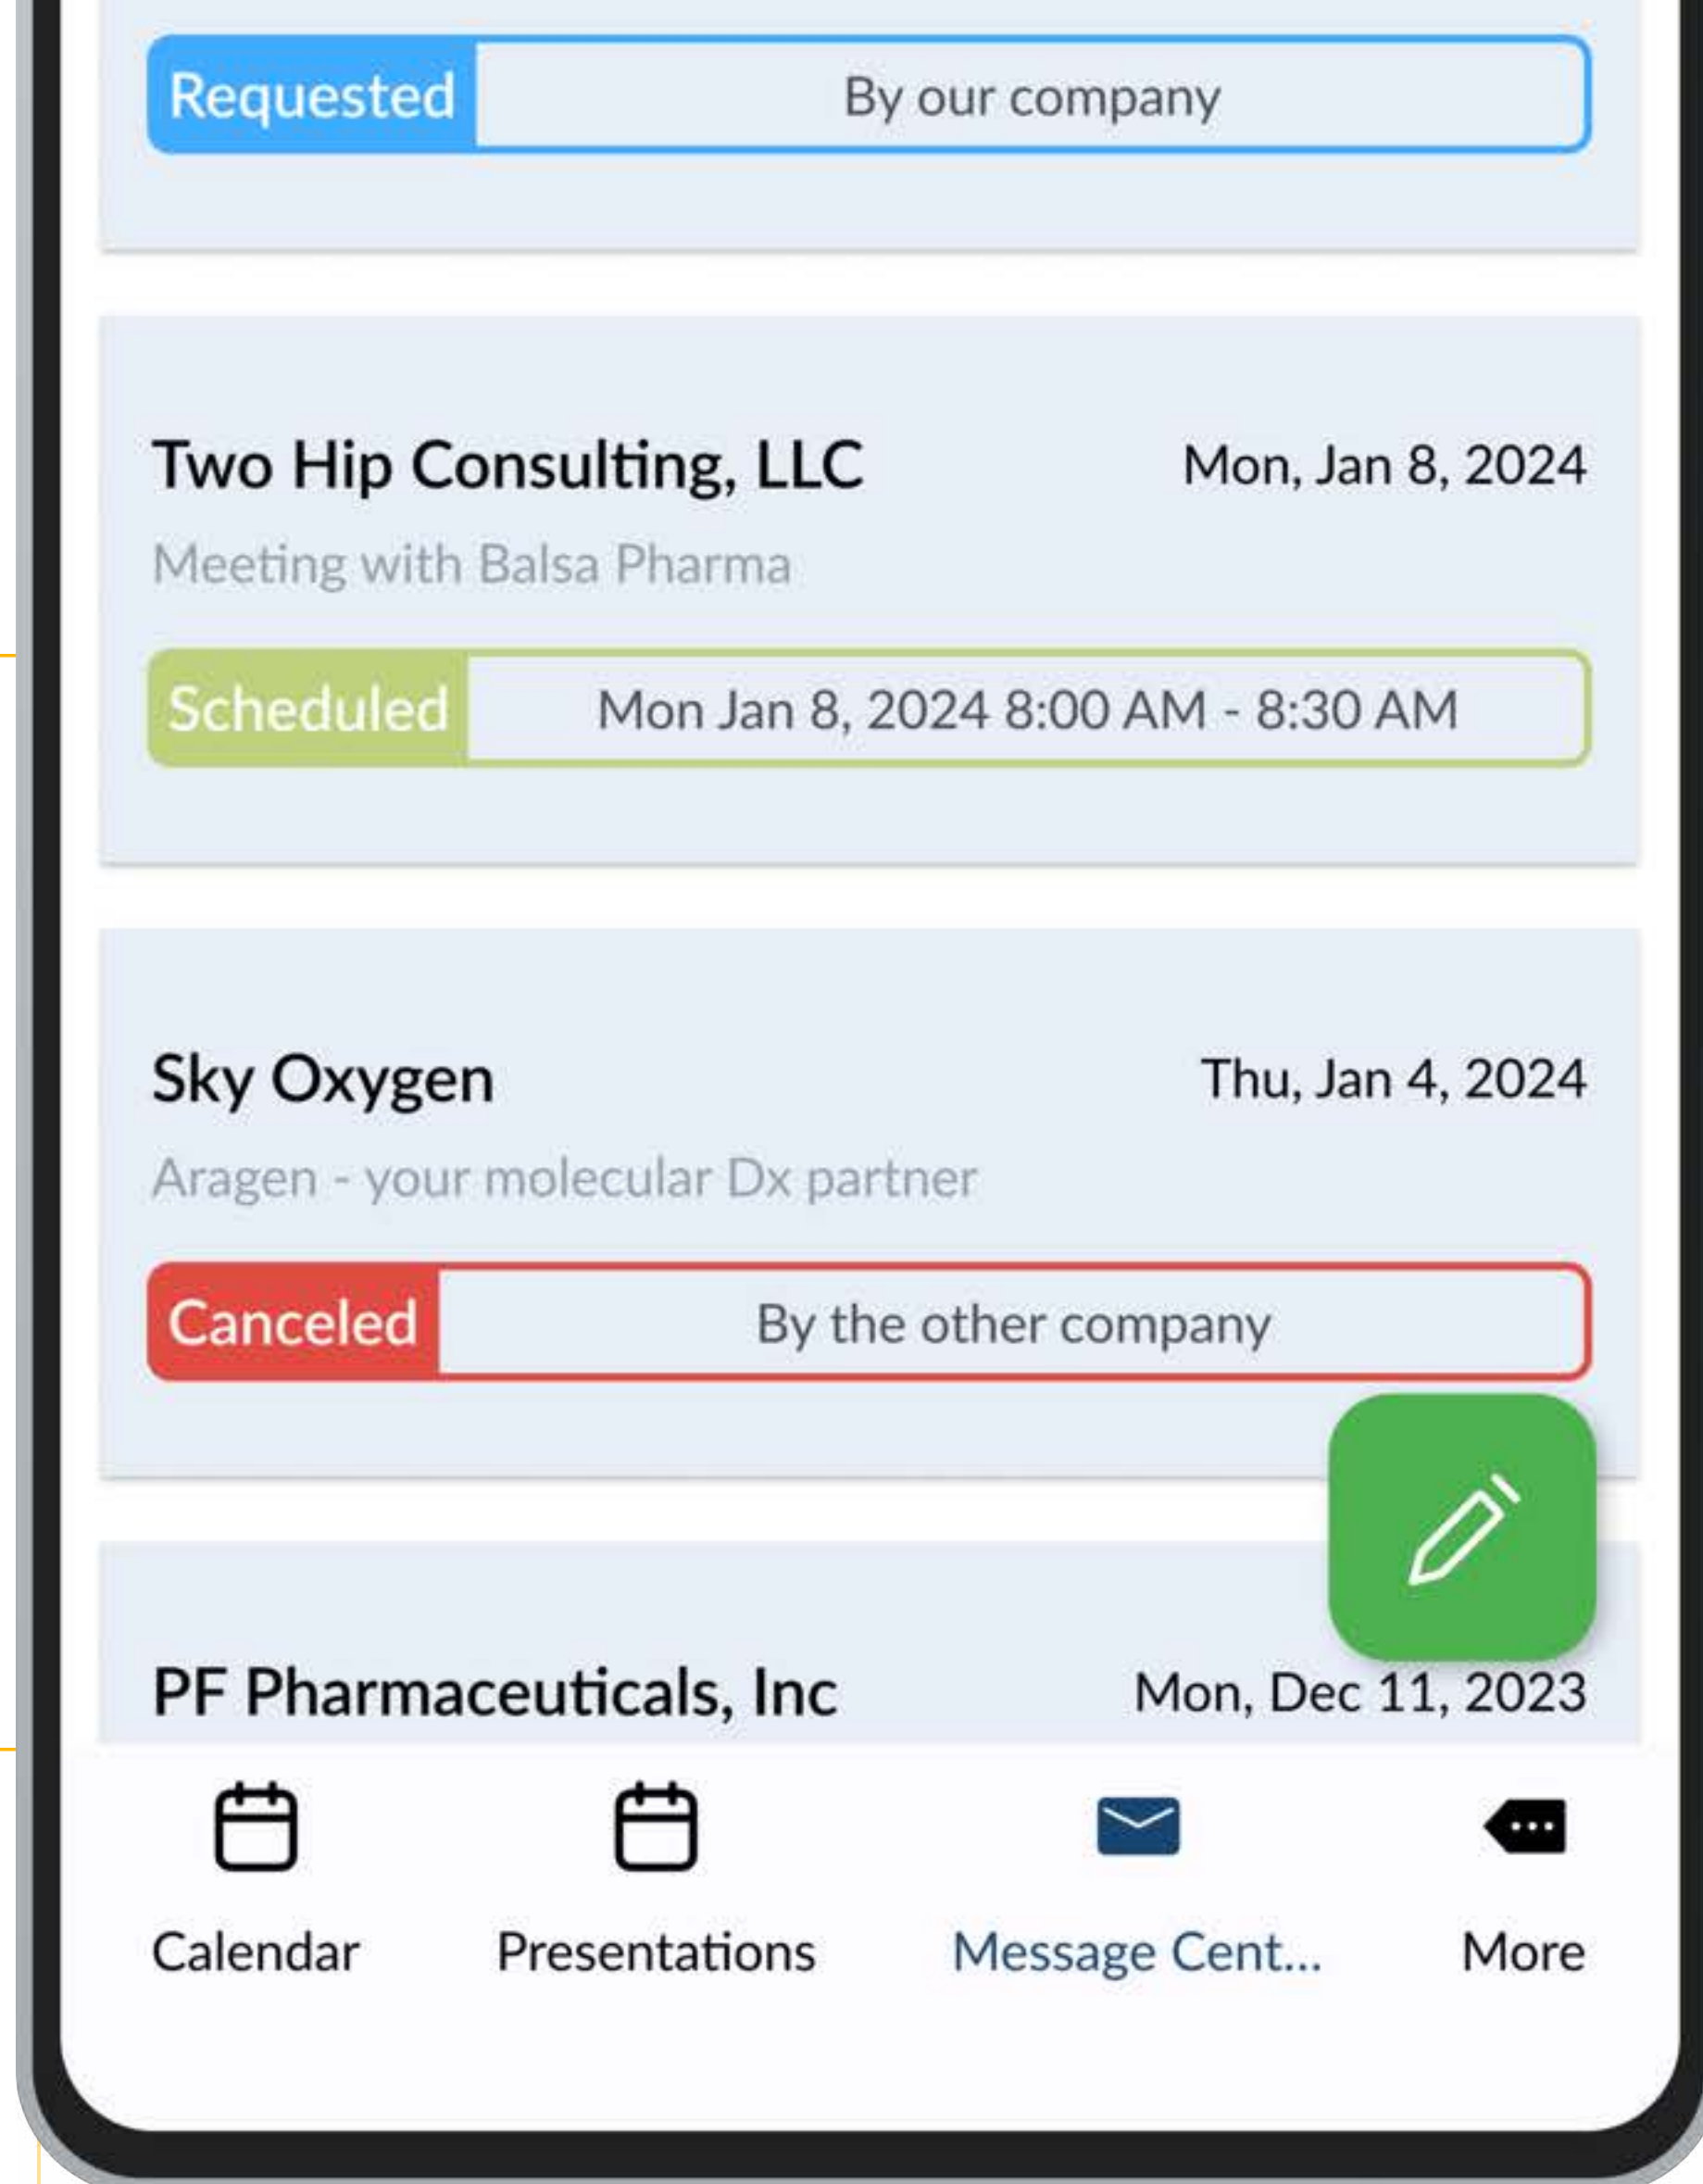 Requested By our company
Two Hip Consulting, LLC Mon, Jan 8, 2024
Meeting with Balsa Pharma
Scheduled Mon Jan 8, 2024 8:00 AM - 8:30 AM
Sky Oxygen Thu, Jan 4, 2024
Aragen - your molecular Dx partner
Canceled By the other company
PF Pharmaceuticals, Inc Mon, Dec 11, 2023
Calendar Presentations Message Cent... More